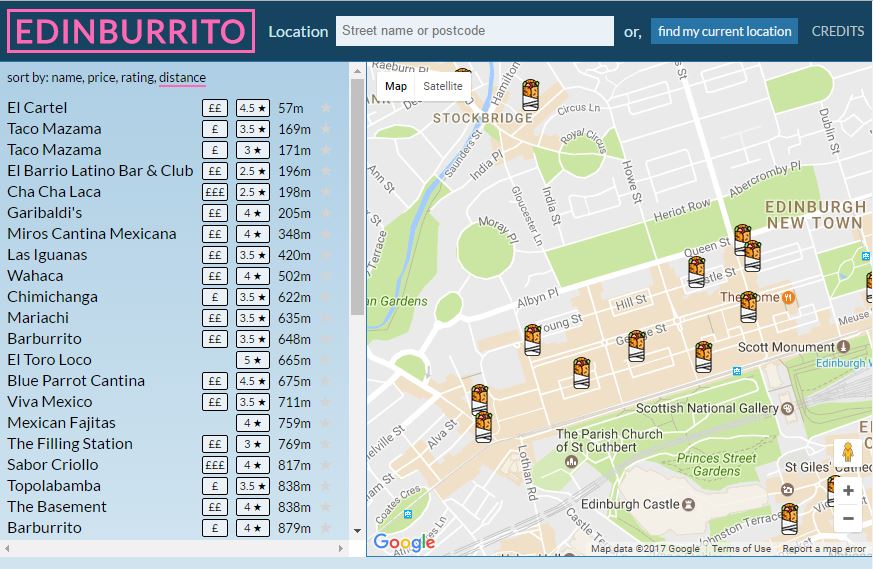 EDINBURRITO
Location
Street name or postcode
or,
find my current location
CREDITS
sort by: name, price, rating, distance
El Cartel ££ 4.5 ★ 57m
Taco Mazama £ 3.5 ★ 169m
Taco Mazama £ 3 ★ 171m
El Barrio Latino Bar & Club ££ 2.5 ★ 196m
Cha Cha Laca £££ 2.5 ★ 198m
Garibaldi's ££ 4 ★ 205m
Miros Cantina Mexicana ££ 4 ★ 348m
Las Iguanas ££ 3.5 ★ 420m
Wahaca ££ 4 ★ 502m
Chimichanga £ 3.5 ★ 622m
Mariachi ££ 3.5 ★ 635m
Barburrito ££ 3.5 ★ 648m
El Toro Loco 5 ★ 665m
Blue Parrot Cantina ££ 4.5 ★ 675m
Viva Mexico ££ 3.5 ★ 711m
Mexican Fajitas 4 ★ 759m
The Filling Station ££ 3 ★ 769m
Sabor Criollo £££ 4 ★ 817m
Topolabamba £ 3.5 ★ 838m
The Basement ££ 4 ★ 838m
Barburrito £ 4 ★ 879m
Map
Satellite
Raeburn Pl
Hamilton
STOCKBRIDGE
Circus Ln
Royal Circus
Saunders St
India Pl
Ann St
Gloucester Ln
India St
Howe St
Dublin St
Abercromby Pl
Heriot Row
EDINBURGH
NEW TOWN
Moray Pl
Terrace
Queen St
Castle St
Gardens
Albyn Pl
Hill St
The Dome
Young St
George St
Meuse
Scott Monument
Edinburgh
Scottish National Gallery
Alva St
Melville St
Lothian Rd
The Parish Church
of St Cuthbert
Princes Street
Gardens
St Giles'
Coates Cres
Edinburgh Castle
Johnston Terrace
Castle Te
Google
Map data ©2017 Google
Terms of Use
Report a map error